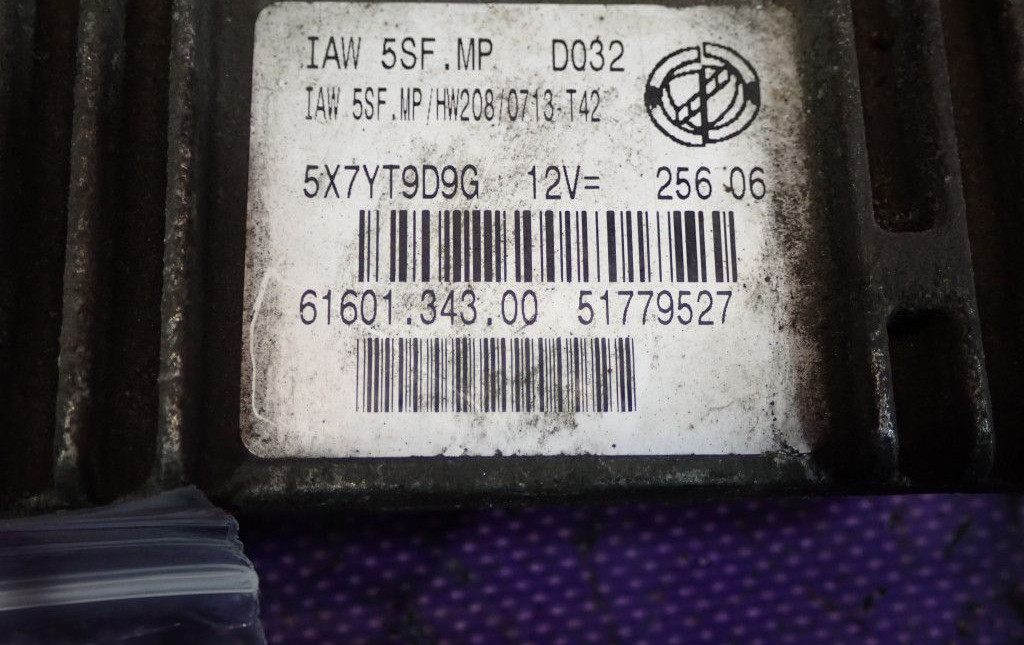 IAW 5SF.MP D032
IAW 5SF.MP/HW208/0713-T42
5X7YT9D9G 12V= 256 06
61601.343.00 51779527